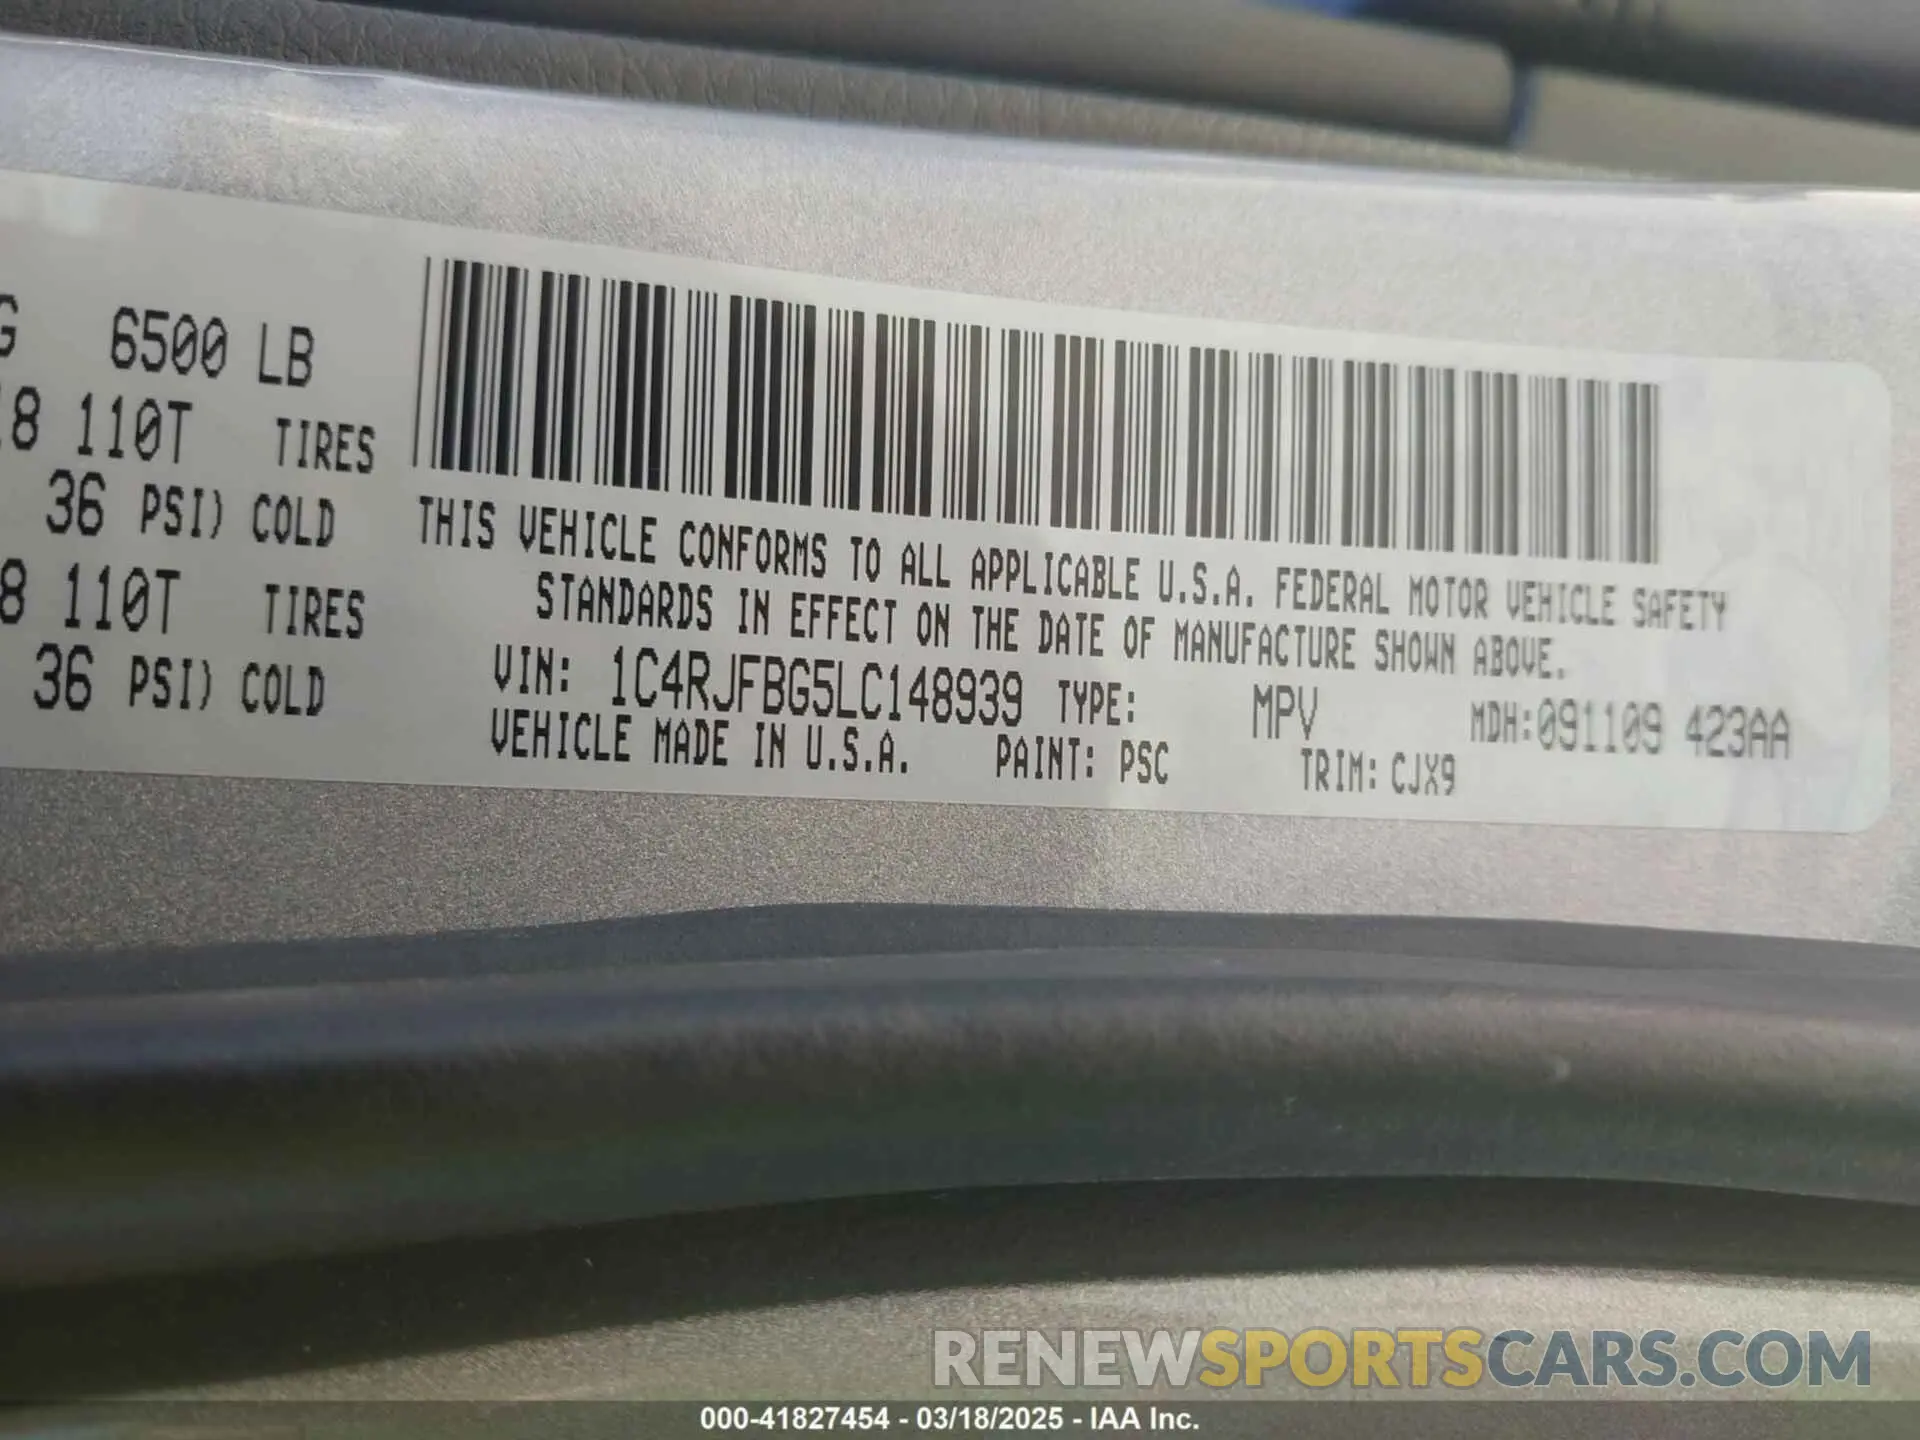 G 6500 LB
18 110T TIRES
36 PSI) COLD
8 110T TIRES
36 PSI) COLD
THIS VEHICLE CONFORMS TO ALL APPLICABLE U.S.A. FEDERAL MOTOR VEHICLE SAFETY
STANDARDS IN EFFECT ON THE DATE OF MANUFACTURE SHOWN ABOVE.
VIN: 1C4RJFBG5LC148939 TYPE: MPV MDH:091109 423AA
VEHICLE MADE IN U.S.A. PAINT: PSC TRIM: CJX9
RENEWSPORTSCARS.COM
000-41827454 - 03/18/2025 - IAA Inc.